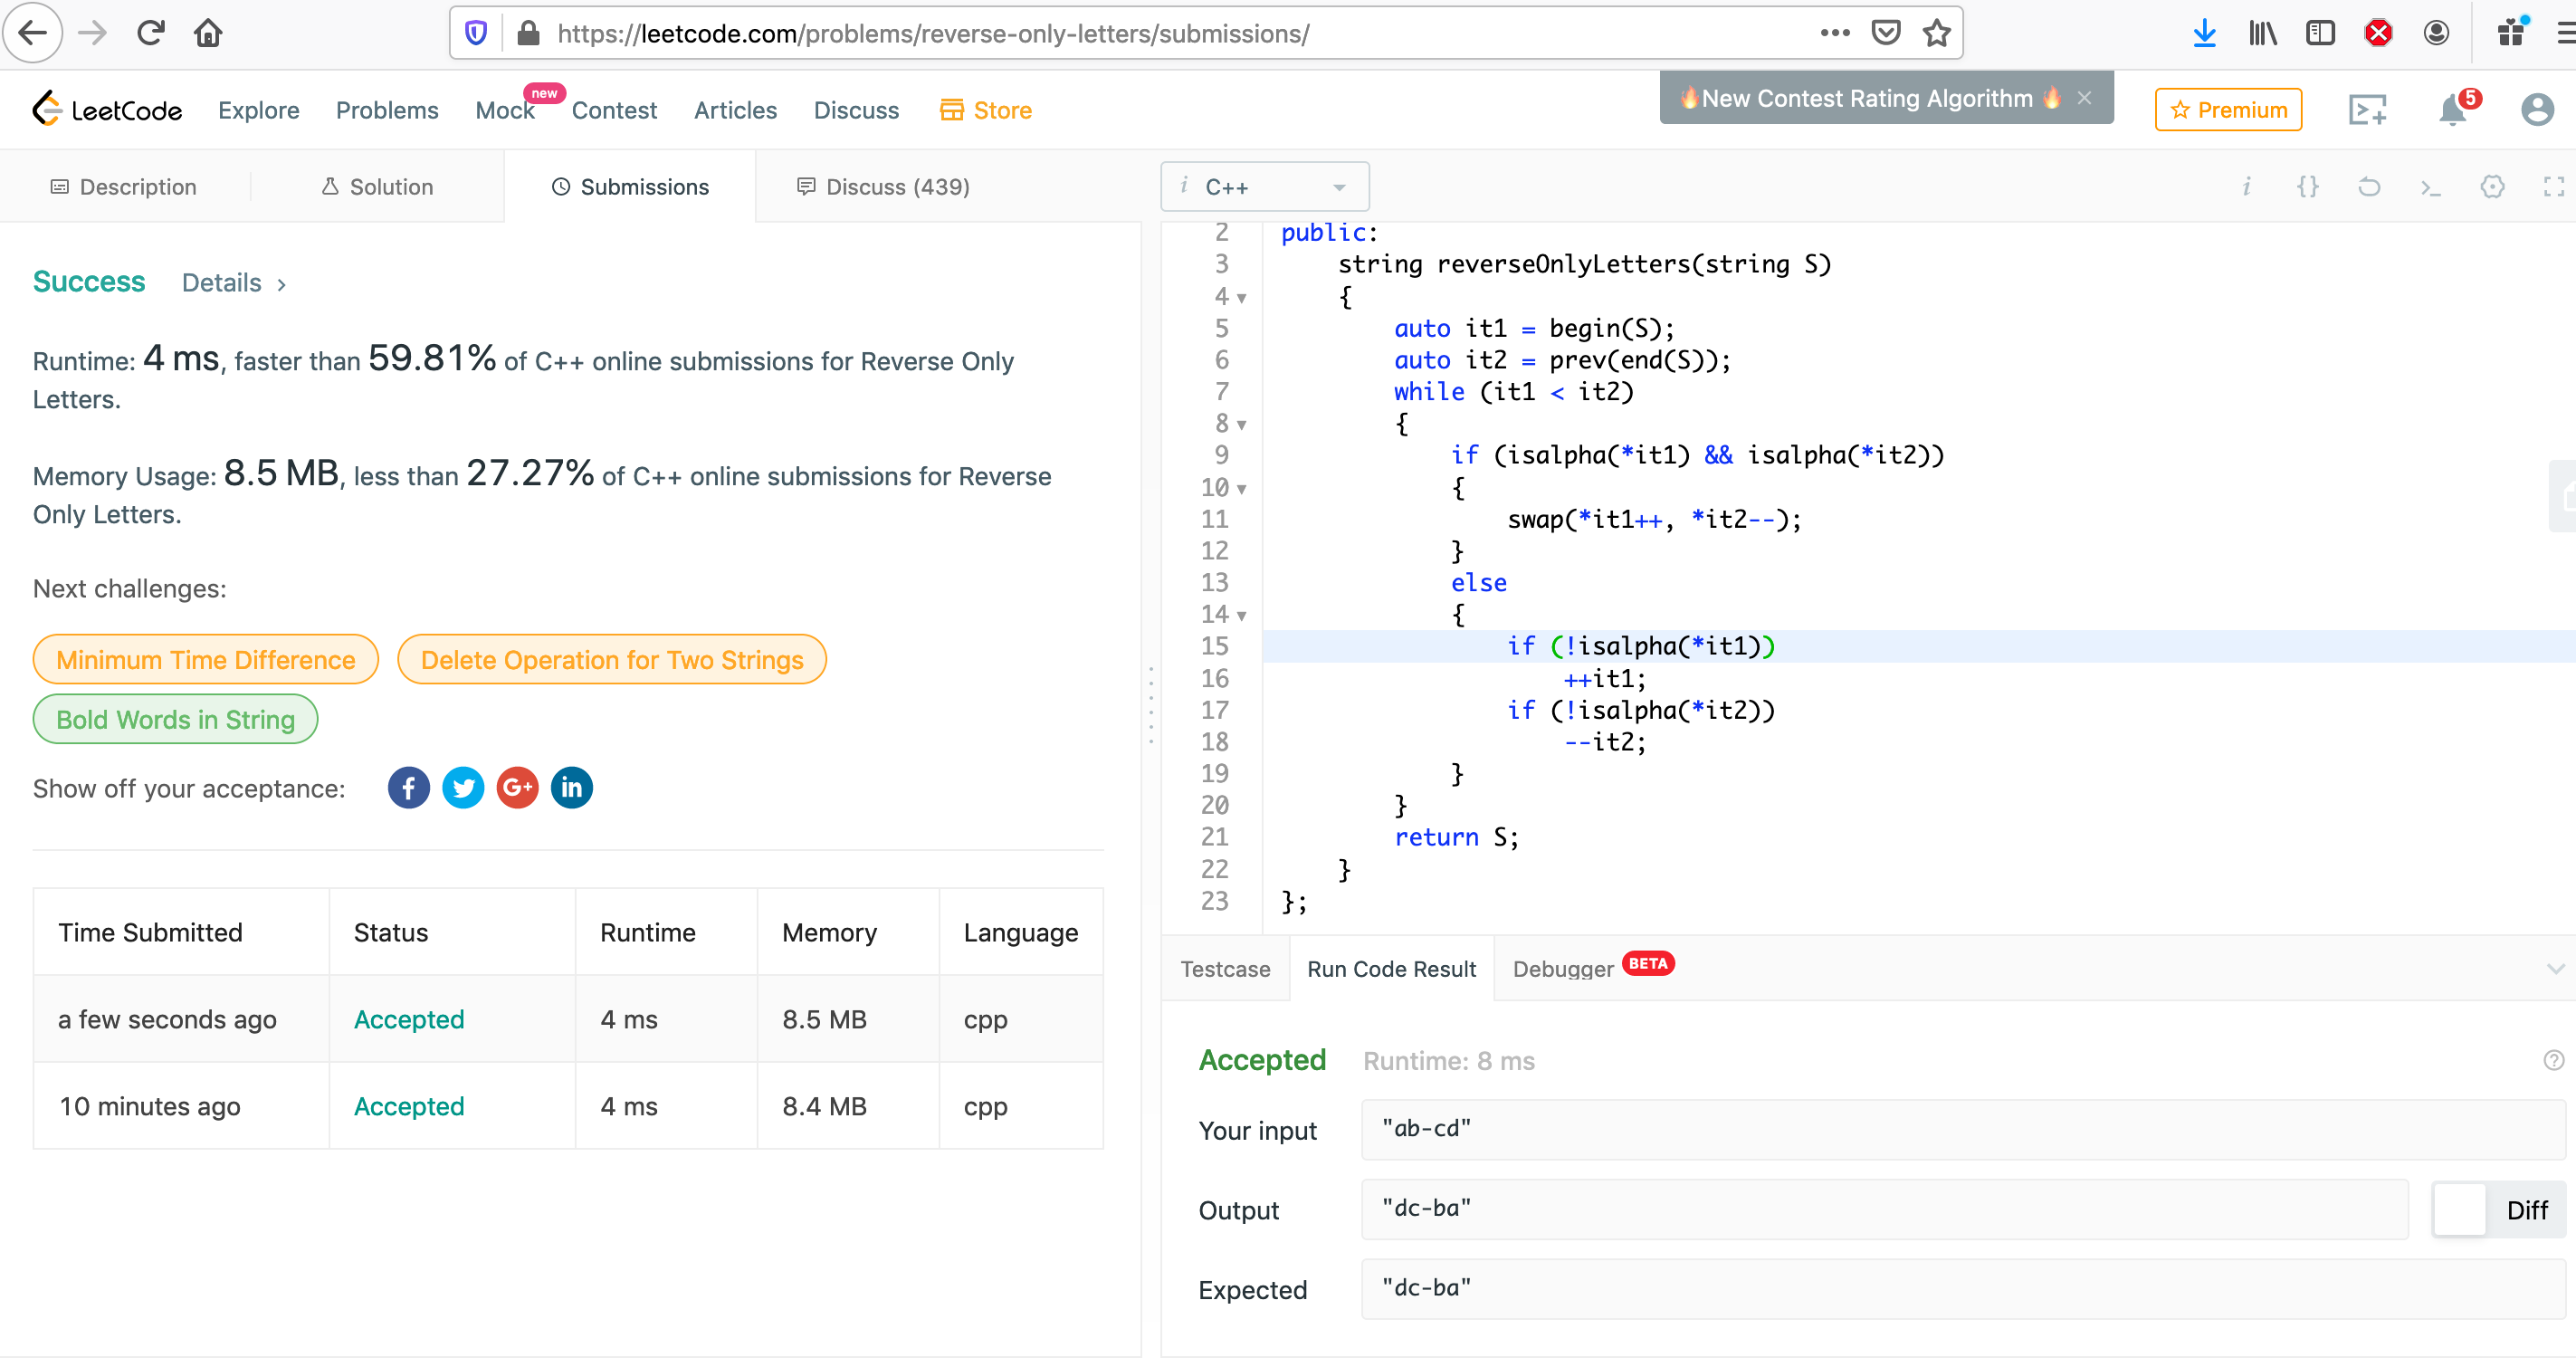 https://leetcode.com/problems/reverse-only-letters/submissions/
LeetCode Explore Problems Mock new Contest Articles Discuss Store
🔥New Contest Rating Algorithm 🔥 ×
Premium
5
Description Solution Submissions Discuss (439)
Success Details >
Runtime: 4 ms, faster than 59.81% of C++ online submissions for Reverse Only
Letters.
Memory Usage: 8.5 MB, less than 27.27% of C++ online submissions for Reverse
Only Letters.
Next challenges:
Minimum Time Difference Delete Operation for Two Strings
Bold Words in String
Show off your acceptance:
Time Submitted Status Runtime Memory Language
a few seconds ago Accepted 4 ms 8.5 MB cpp
10 minutes ago Accepted 4 ms 8.4 MB cpp
i C++
2 public:
3 string reverseOnlyLetters(string S)
4 {
5 auto it1 = begin(S);
6 auto it2 = prev(end(S));
7 while (it1 < it2)
8 {
9 if (isalpha(*it1) && isalpha(*it2))
10 {
11 swap(*it1++, *it2--);
12 }
13 else
14 {
15 if (!isalpha(*it1))
16 ++it1;
17 if (!isalpha(*it2))
18 --it2;
19 }
20 }
21 return S;
22 }
23 };
Testcase Run Code Result Debugger BETA
Accepted Runtime: 8 ms
Your input "ab-cd"
Output "dc-ba" Diff
Expected "dc-ba"